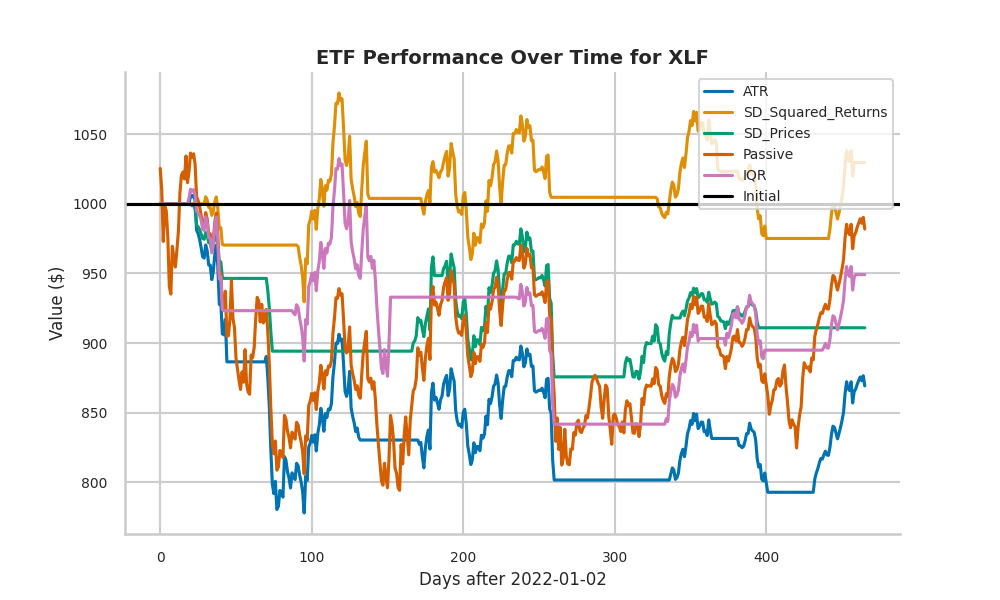 ETF Performance Over Time for XLF
ATR
SD_Squared_Returns
SD_Prices
Passive
IQR
Initial
Value ($)
1050
1000
950
900
850
800
0 100 200 300 400
Days after 2022-01-02